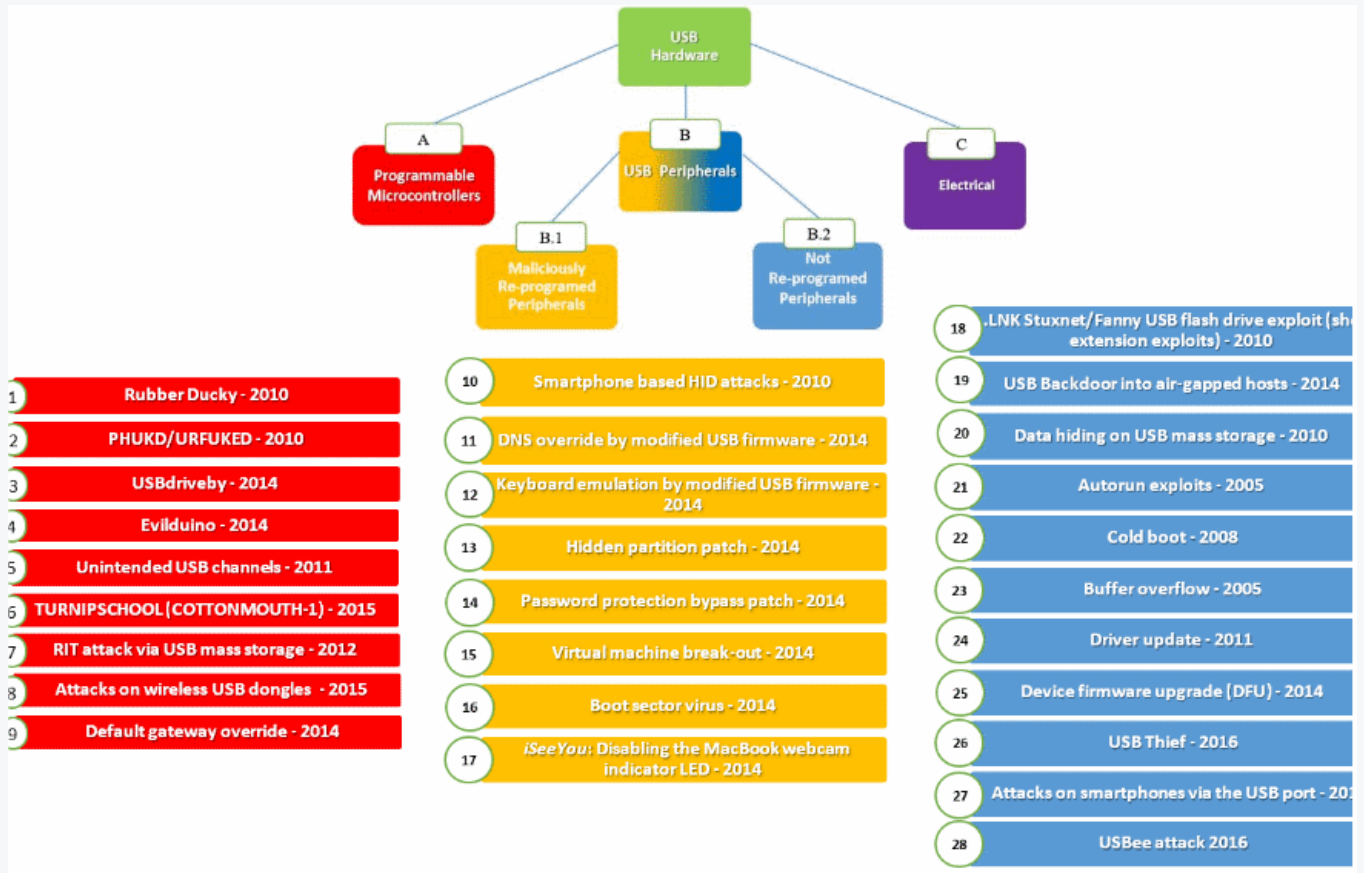 USB
Hardware
A
Programmable
Microcontrollers
B
USB Peripherals
C
Electrical
B.1
Maliciously
Re-programed
Peripherals
B.2
Not
Re-programed
Peripherals
1
Rubber Ducky - 2010
2
PHUKD/URFUKED - 2010
3
USBdriveby - 2014
4
Evilduino - 2014
5
Unintended USB channels - 2011
6
TURNIPSCHOOL (COTTONMOUTH-1) - 2015
7
RIT attack via USB mass storage - 2012
8
Attacks on wireless USB dongles - 2015
9
Default gateway override - 2014
10
Smartphone based HID attacks - 2010
11
DNS override by modified USB firmware - 2014
12
Keyboard emulation by modified USB firmware -
2014
13
Hidden partition patch - 2014
14
Password protection bypass patch - 2014
15
Virtual machine break-out - 2014
16
Boot sector virus - 2014
17
iSeeYou: Disabling the MacBook webcam
indicator LED - 2014
18
.LNK Stuxnet/Fanny USB flash drive exploit (
extension exploits) - 2010
19
USB Backdoor into air-gapped hosts - 2014
20
Data hiding on USB mass storage - 2010
21
Autorun exploits - 2005
22
Cold boot - 2008
23
Buffer overflow - 2005
24
Driver update - 2011
25
Device firmware upgrade (DFU) - 2014
26
USB Thief - 2016
27
Attacks on smartphones via the USB port -
28
USBee attack 2016